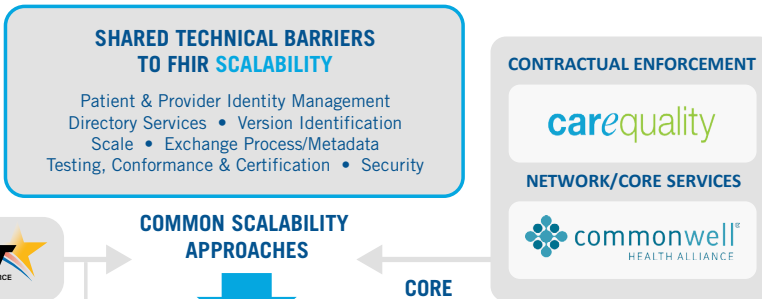 SHARED TECHNICAL BARRIERS
TO FHIR SCALABILITY
Patient & Provider Identity Management
Directory Services • Version Identification
Scale • Exchange Process/Metadata
Testing, Conformance & Certification • Security
CONTRACTUAL ENFORCEMENT
carequality
NETWORK/CORE SERVICES
commonwell
HEALTH ALLIANCE
COMMON SCALABILITY
APPROACHES
CORE